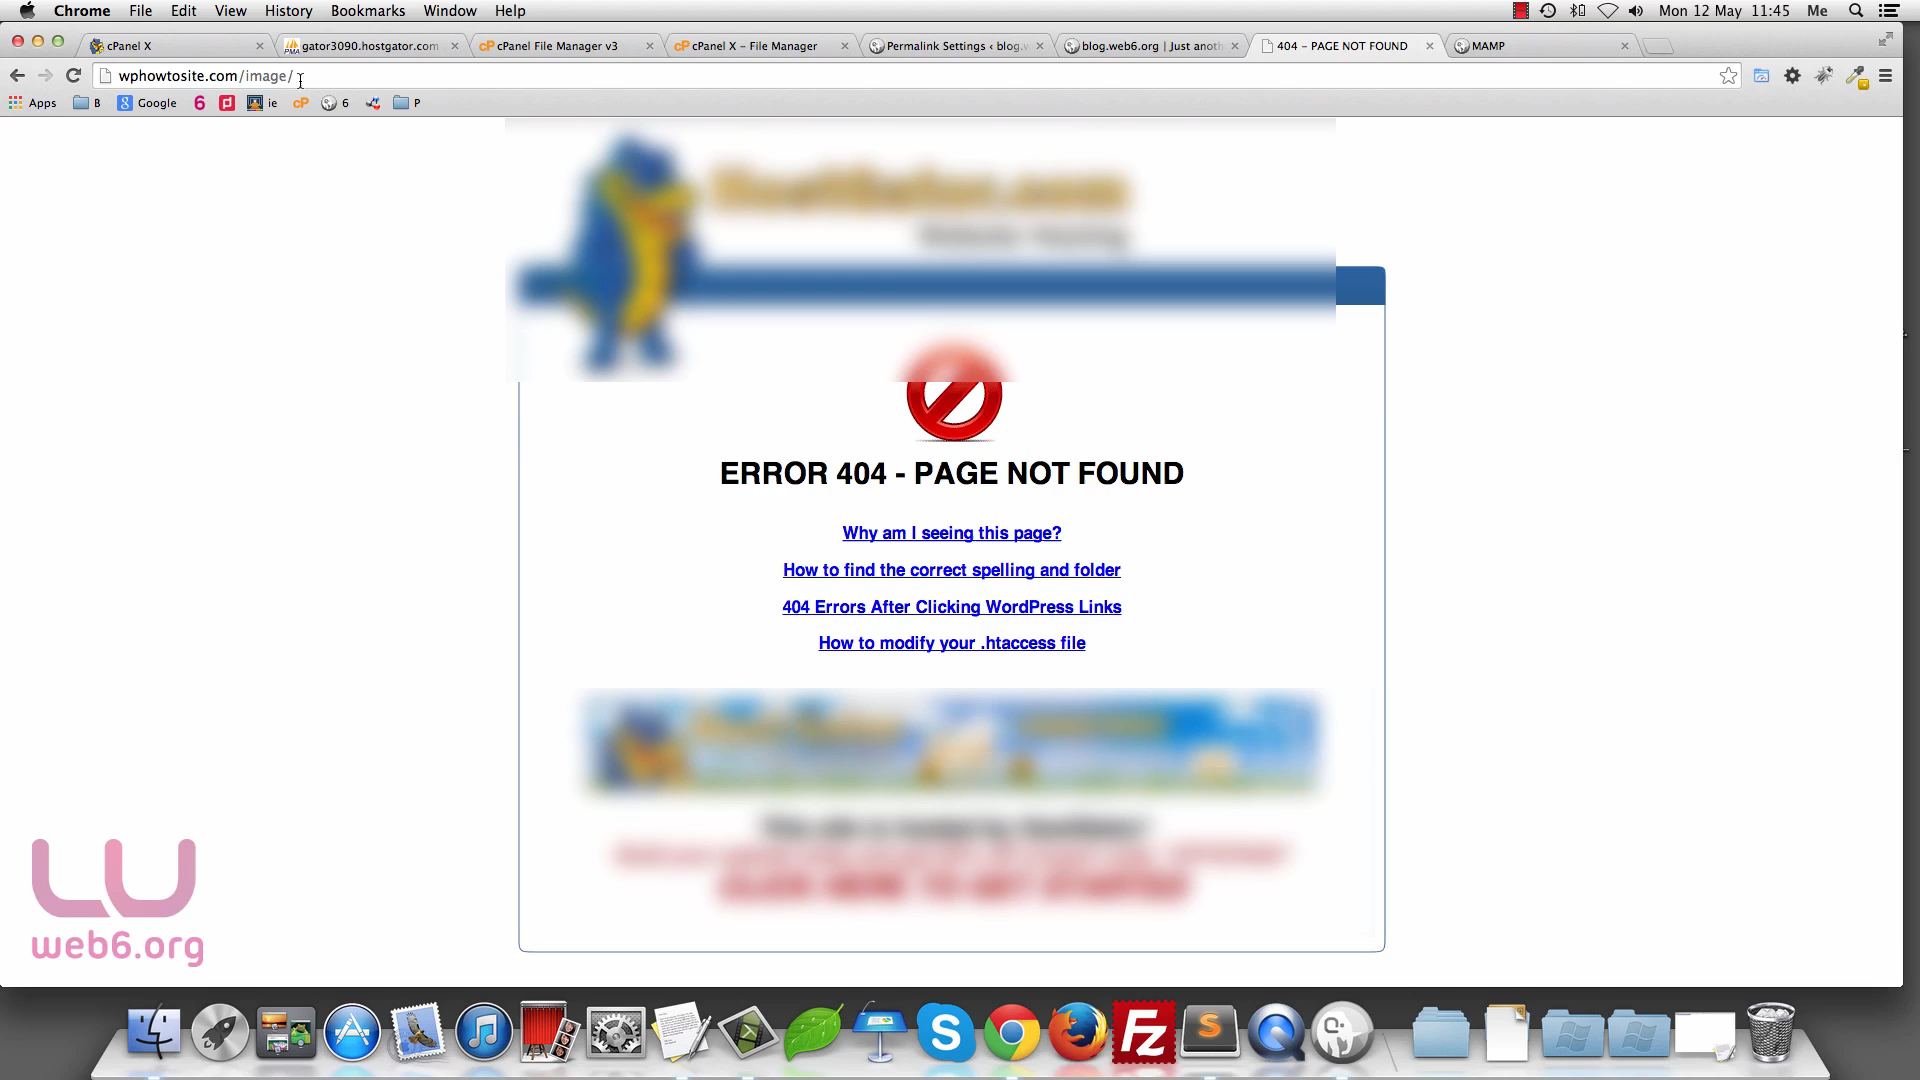 Chrome File Edit View History Bookmarks Window Help Mon 12 May 11:45 Me
cPanel X gator3090.hostgator.com cPanel File Manager v3 cPanel X – File Manager Permalink Settings ‹ blog. blog.web6.org | Just anot 404 – PAGE NOT FOUND MAMP
wphowtosite.com/image/
Apps B Google 6 ie cP 6 P
ERROR 404 - PAGE NOT FOUND
Why am I seeing this page?
How to find the correct spelling and folder
404 Errors After Clicking WordPress Links
How to modify your .htaccess file
web6.org